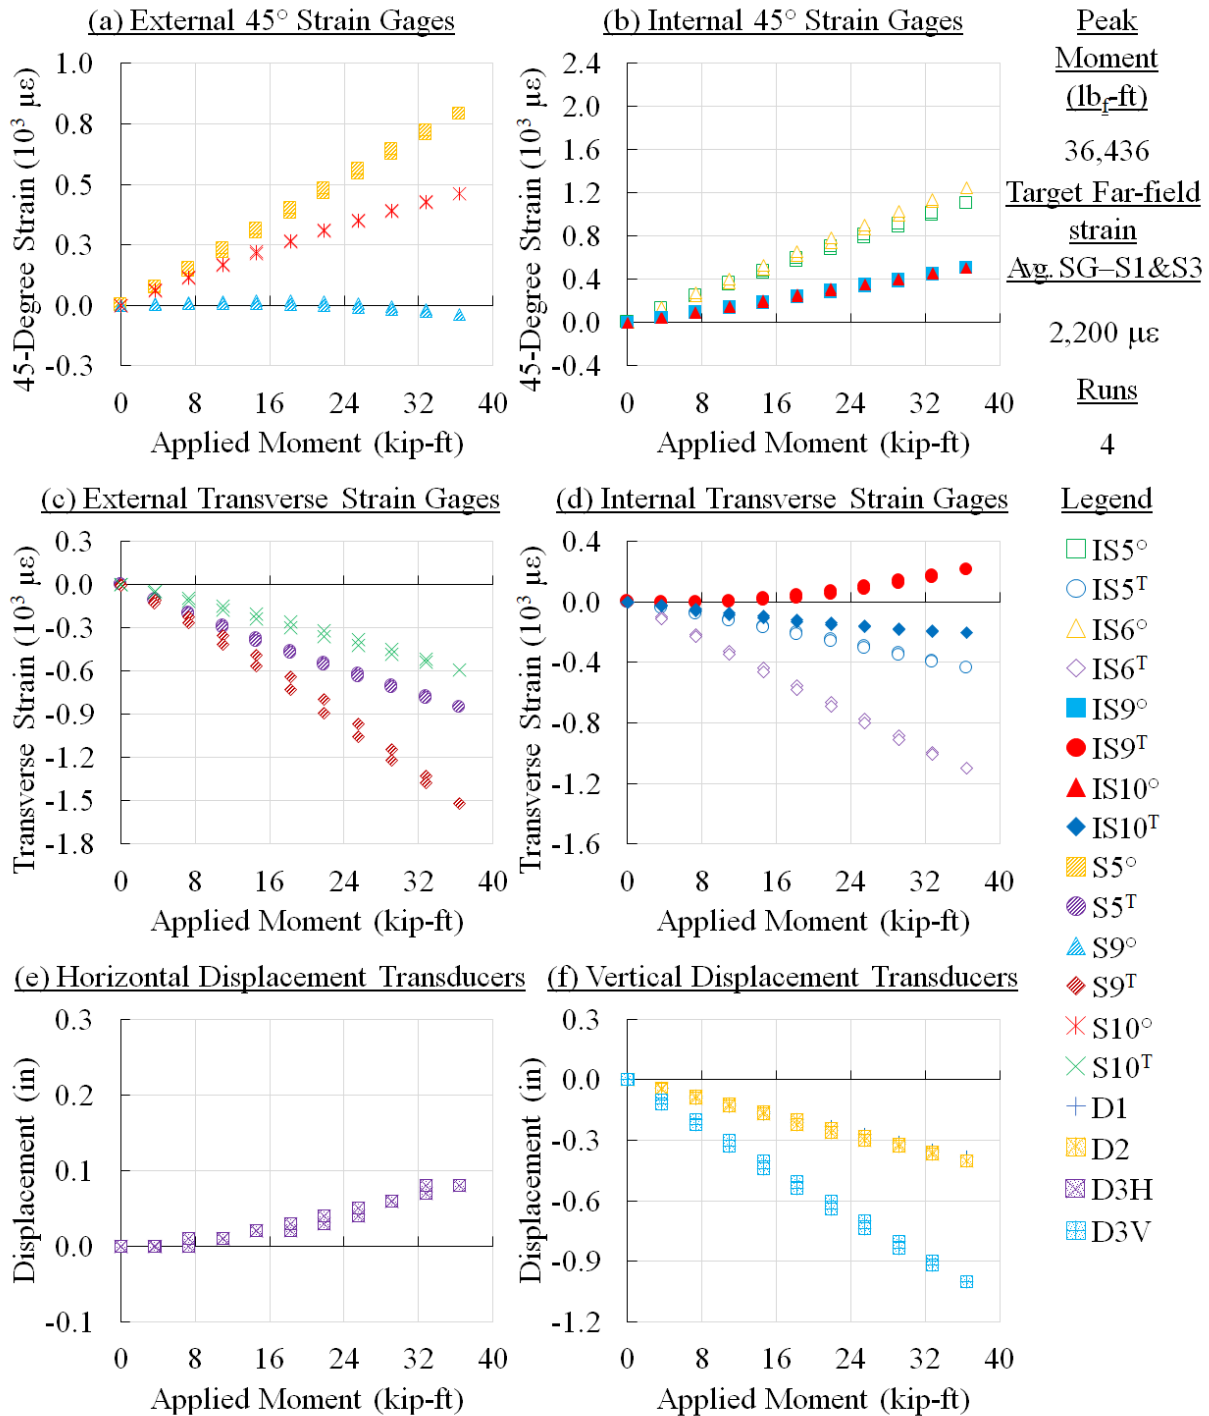 (a) External 45° Strain Gages
45-Degree Strain (10³ µε)
1.0
0.8
0.5
0.3
0.0
-0.3
0 8 16 24 32 40
Applied Moment (kip-ft)
(b) Internal 45° Strain Gages
45-Degree Strain (10³ µε)
2.4
2.0
1.6
1.2
0.8
0.4
0.0
-0.4
0 8 16 24 32 40
Applied Moment (kip-ft)
Peak
Moment
(lbf-ft)
36,436
Target Far-field
strain
Avg. SG–S1&S3
2,200 µε
Runs
4
(c) External Transverse Strain Gages
Transverse Strain (10³ µε)
0.3
0.0
-0.3
-0.6
-0.9
-1.2
-1.5
-1.8
0 8 16 24 32 40
Applied Moment (kip-ft)
(d) Internal Transverse Strain Gages
Transverse Strain (10³ µε)
0.4
0.0
-0.4
-0.8
-1.2
-1.6
0 8 16 24 32 40
Applied Moment (kip-ft)
(e) Horizontal Displacement Transducers
Displacement (in)
0.3
0.2
0.1
0.0
-0.1
0 8 16 24 32 40
Applied Moment (kip-ft)
(f) Vertical Displacement Transducers
Displacement (in)
0.3
0.0
-0.3
-0.6
-0.9
-1.2
0 8 16 24 32 40
Applied Moment (kip-ft)
Legend
IS5°
IS5ᵀ
IS6°
IS6ᵀ
IS9°
IS9ᵀ
IS10°
IS10ᵀ
S5°
S5ᵀ
S9°
S9ᵀ
S10°
S10ᵀ
D1
D2
D3H
D3V